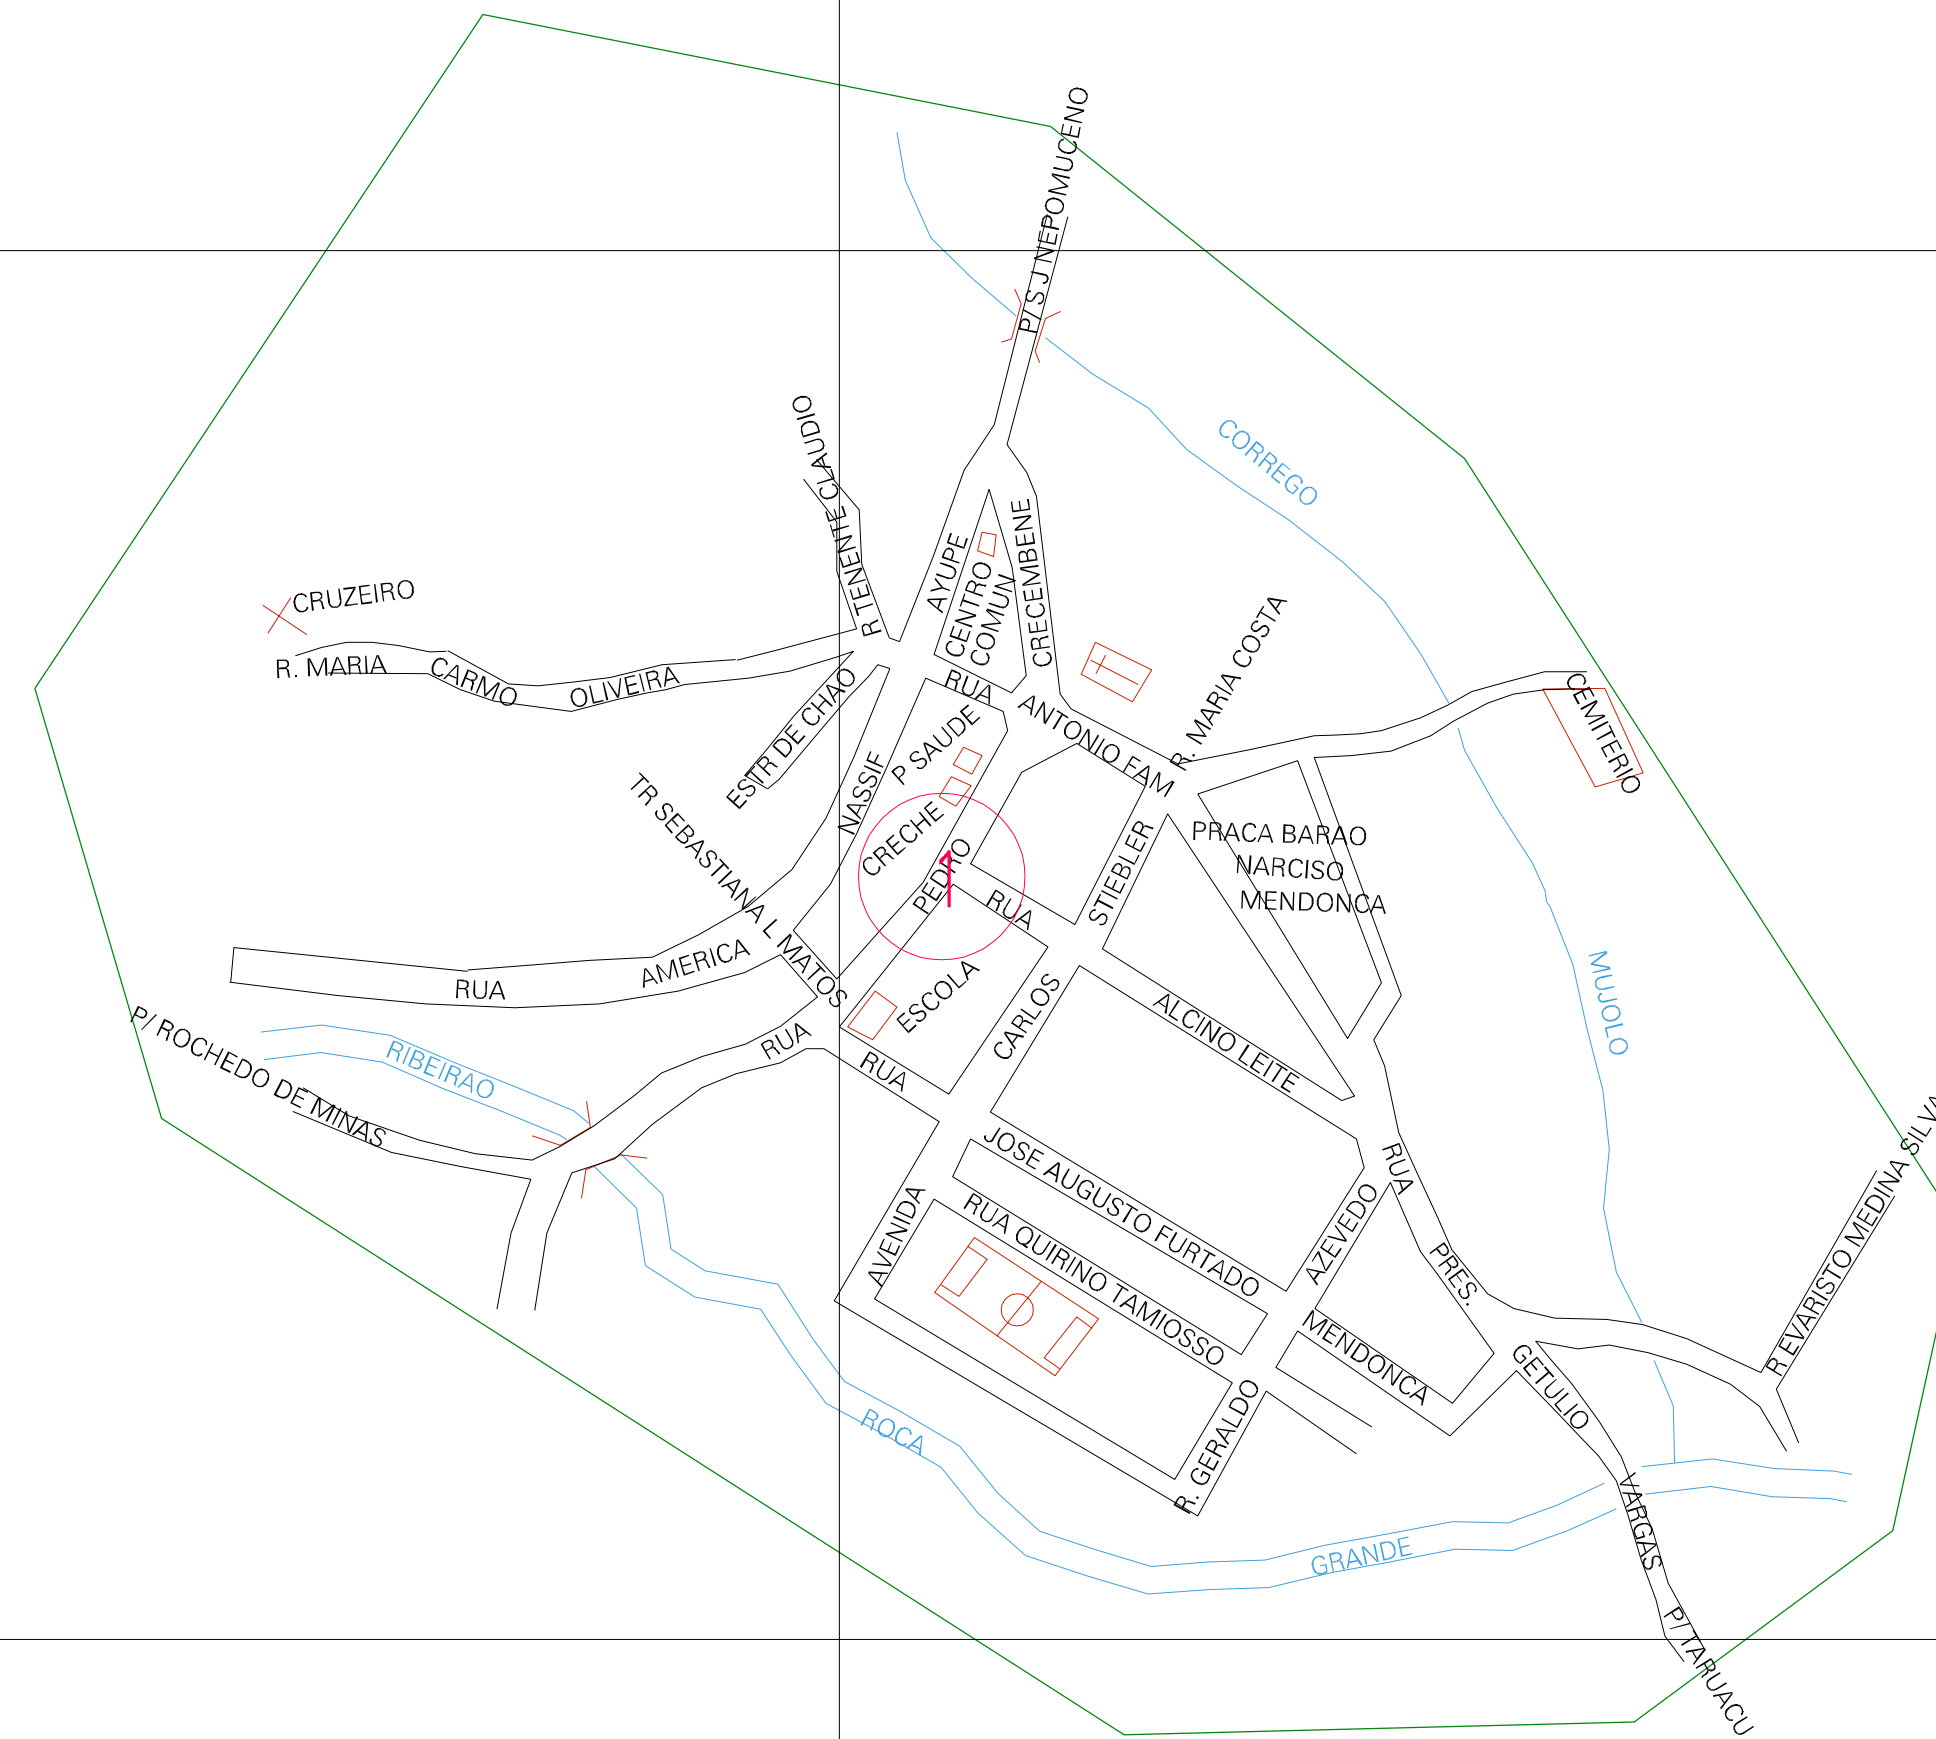 P/ S J NEPOMUCENO
CORREGO
R TENENTE CLAUDIO
AYUPE
CRECEMBENE
CENTRO
COMUN
CRUZEIRO
R. MARIA
CARMO
OLIVEIRA
R. MARIA COSTA
ESTR DE CHAO
RUA
ANTONIO FAM
CEMITERIO
P SAUDE
NASSIF
TR SEBASTIANA L MATOS
CRECHE
PEDRO
1
RUA
STIEBLER
PRACA BARAO
NARCISO
MENDONCA
RUA
AMERICA
MUJOLO
ESCOLA
CARLOS
ALCINO LEITE
P/ ROCHEDO DE MINAS
RIBEIRAO
RUA
RUA
JOSE AUGUSTO FURTADO
RUA
PRES.
AVENIDA
RUA QUIRINO TAMIOSSO
AZEVEDO
MENDONCA
R EVARISTO MEDINA SILVA
GETULIO
R. GERALDO
ROCA
GRANDE
VARGAS
P/ TARUACU